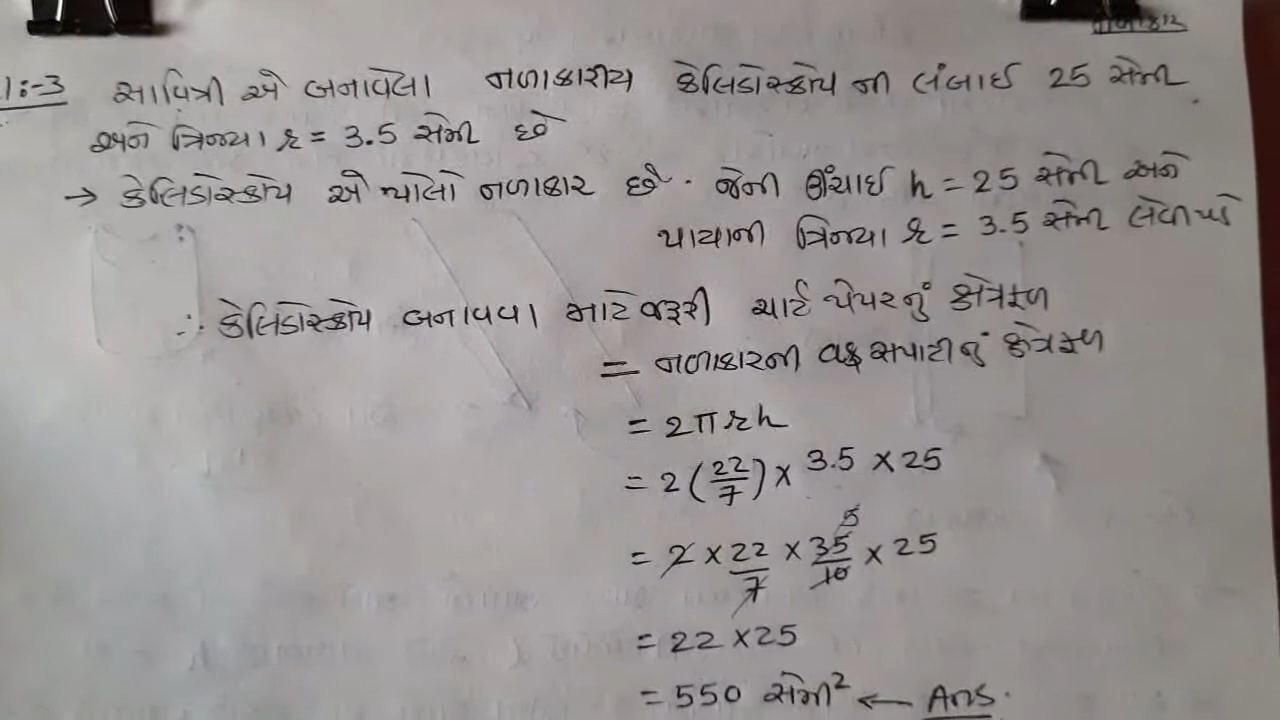 1:-3 સાવિત્રી એ બનાવેલા નળાકારીય કેલિડોસ્કોપ ની લંબાઈ 25 સેમી
અને ત્રિજ્યા r = 3.5 સેમી છે
→ કેલિડોસ્કોપ એ પોલો નળાકાર છે. જેની ઊંચાઈ h = 25 સેમી અને
પાયાની ત્રિજ્યા r = 3.5 સેમી લેવાય
∴ કેલિડોસ્કોપ બનાવવા માટે જરૂરી ચાર્ટ પેપરનું ક્ષેત્રફળ
= નળાકારની વક્રસપાટીનું ક્ષેત્રફળ
= 2πrh
= 2(22/7) × 3.5 × 25
= 2 × 22/7 × 35/10 × 25
5
= 22 × 25
= 550 સેમી² ← Ans.